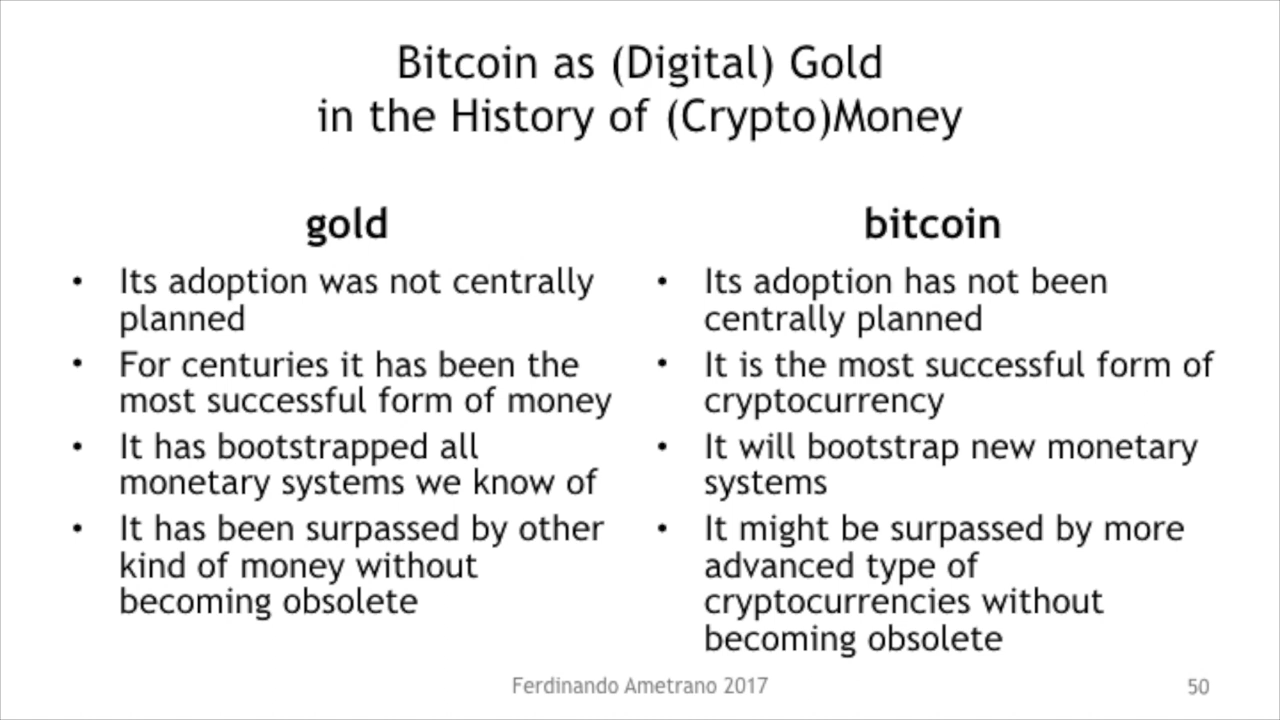 Bitcoin as (Digital) Gold
in the History of (Crypto)Money
gold
• Its adoption was not centrally
planned
• For centuries it has been the
most successful form of money
• It has bootstrapped all
monetary systems we know of
• It has been surpassed by other
kind of money without
becoming obsolete
bitcoin
• Its adoption has not been
centrally planned
• It is the most successful form of
cryptocurrency
• It will bootstrap new monetary
systems
• It might be surpassed by more
advanced type of
cryptocurrencies without
becoming obsolete
Ferdinando Ametrano 2017
50